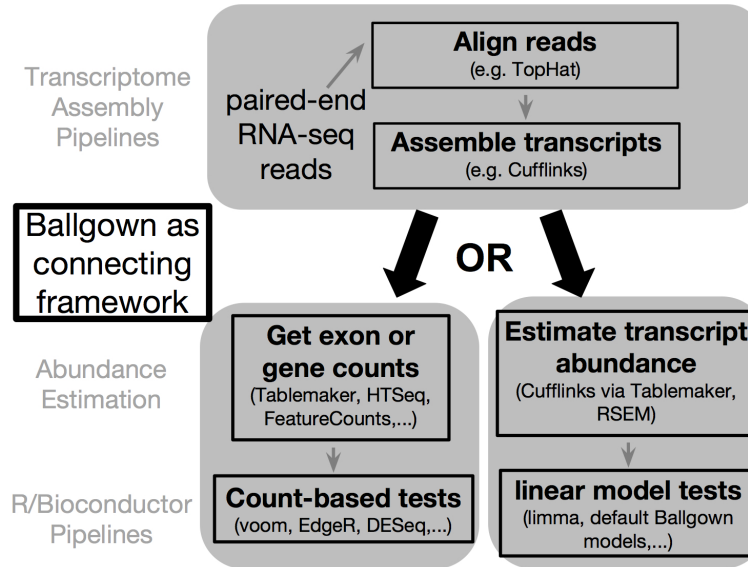 Transcriptome
Assembly
Pipelines
paired-end
RNA-seq
reads
Align reads
(e.g. TopHat)
Assemble transcripts
(e.g. Cufflinks)
Ballgown as
connecting
framework
OR
Abundance
Estimation
Get exon or
gene counts
(Tablemaker, HTSeq,
FeatureCounts,...)
Estimate transcript
abundance
(Cufflinks via Tablemaker,
RSEM)
R/Bioconductor
Pipelines
Count-based tests
(voom, EdgeR, DESeq,...)
linear model tests
(limma, default Ballgown
models,...)